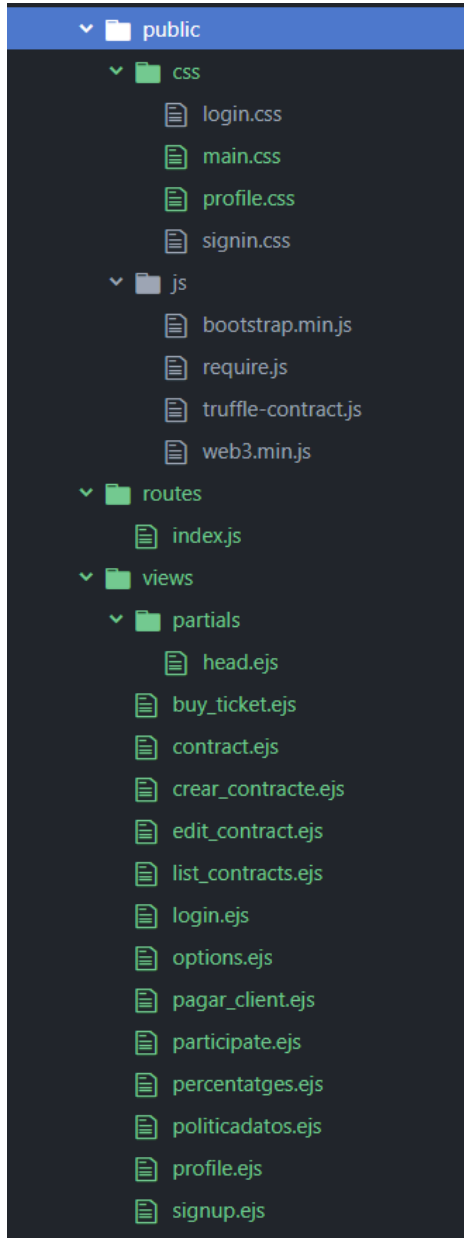 public
css
login.css
main.css
profile.css
signin.css
js
bootstrap.min.js
require.js
truffle-contract.js
web3.min.js
routes
index.js
views
partials
head.ejs
buy_ticket.ejs
contract.ejs
crear_contracte.ejs
edit_contract.ejs
list_contracts.ejs
login.ejs
options.ejs
pagar_client.ejs
participate.ejs
percentatges.ejs
politicadatos.ejs
profile.ejs
signup.ejs